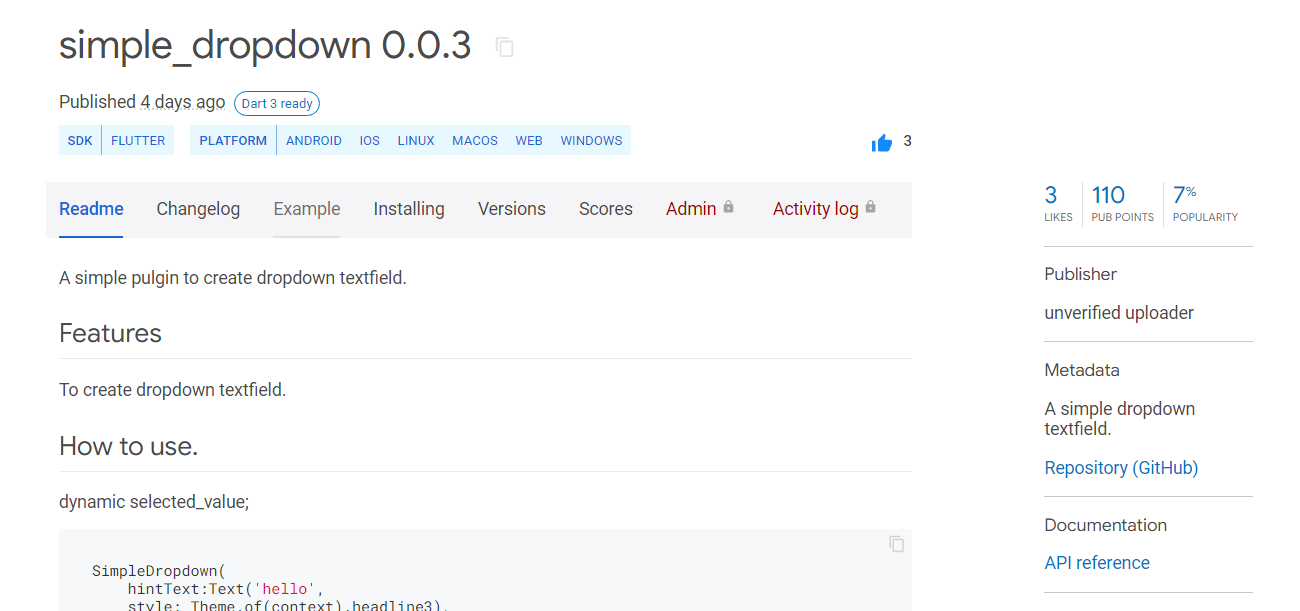 simple_dropdown 0.0.3
Published 4 days ago Dart 3 ready
SDK FLUTTER PLATFORM ANDROID IOS LINUX MACOS WEB WINDOWS
3
Readme Changelog Example Installing Versions Scores Admin Activity log
A simple pulgin to create dropdown textfield.
Features
To create dropdown textfield.
How to use.
dynamic selected_value;
SimpleDropdown(
hintText:Text('hello',
style: Theme.of(context).headline3),
3 110 7%
LIKES PUB POINTS POPULARITY
Publisher
unverified uploader
Metadata
A simple dropdown
textfield.
Repository (GitHub)
Documentation
API reference